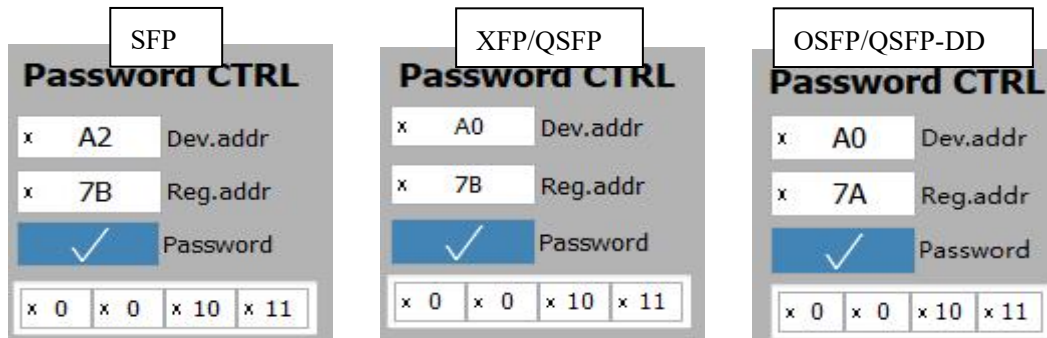 SFP
Password CTRL
x A2 Dev.addr
x 7B Reg.addr
Password
x 0 x 0 x 10 x 11
XFP/QSFP
Password CTRL
x A0 Dev.addr
x 7B Reg.addr
Password
x 0 x 0 x 10 x 11
OSFP/QSFP-DD
Password CTRL
x A0 Dev.addr
x 7A Reg.addr
Password
x 0 x 0 x 10 x 11